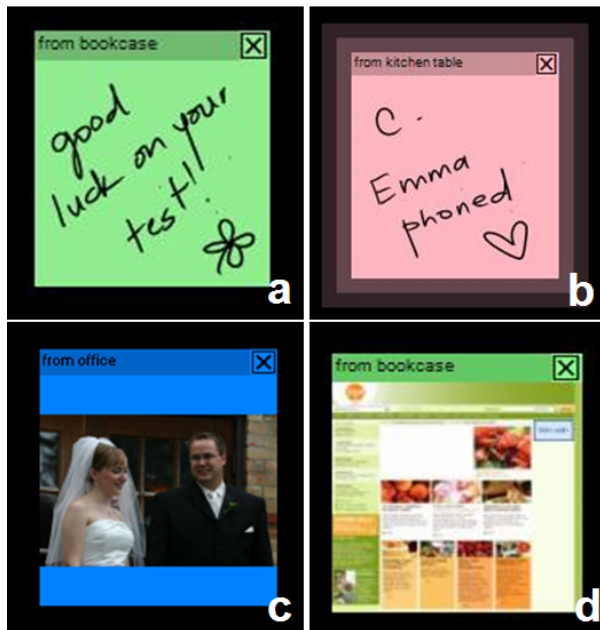 from bookcase
good
luck on your
test!!
a
from kitchen table
C.
Emma
phoned
b
from office
c
from bookcase
d